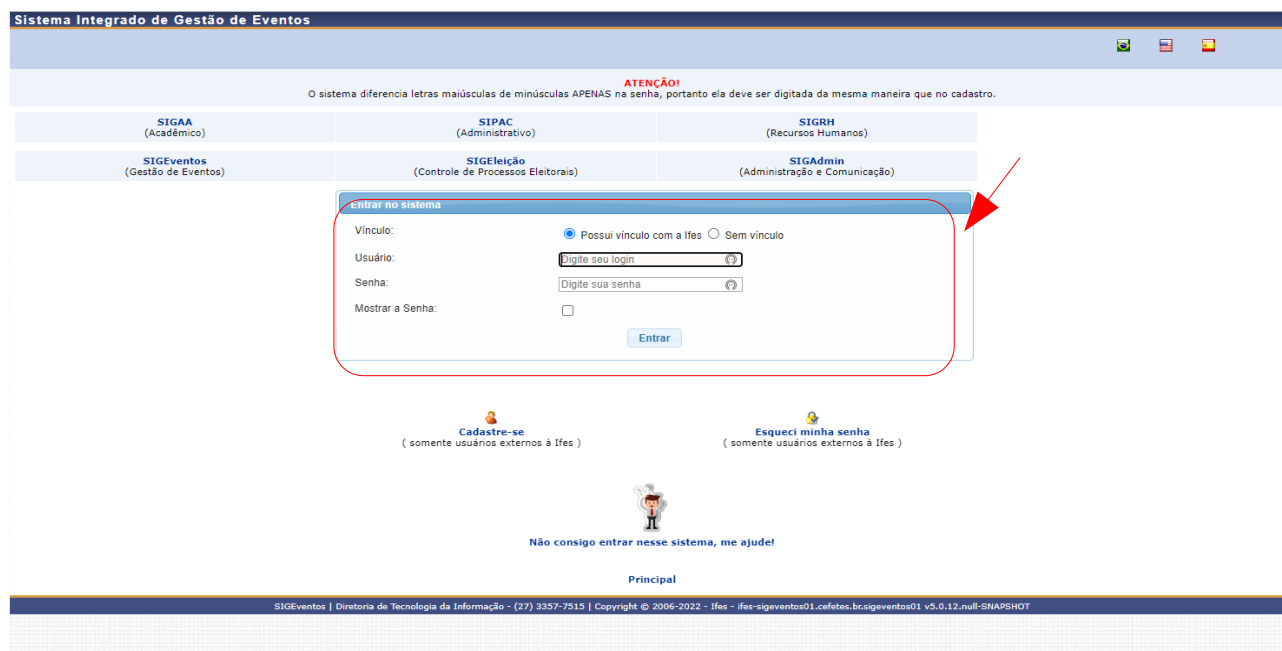 Sistema Integrado de Gestão de Eventos
ATENÇÃO!
O sistema diferencia letras maiúsculas de minúsculas APENAS na senha, portanto ela deve ser digitada da mesma maneira que no cadastro.
SIGAA SIPAC SIGRH
(Acadêmico) (Administrativo) (Recursos Humanos)
SIGEventos SIGEleição SIGAdmin
(Gestão de Eventos) (Controle de Processos Eleitorais) (Administração e Comunicação)
Entrar no sistema
Vínculo: Possui vínculo com a Ifes Sem vínculo
Usuário: Digite seu login
Senha: Digite sua senha
Mostrar a Senha:
Entrar
Cadastre-se Esqueci minha senha
( somente usuários externos à Ifes ) ( somente usuários externos à Ifes )
Não consigo entrar nesse sistema, me ajude!
Principal
SIGEventos | Diretoria de Tecnologia da Informação - (27) 3357-7515 | Copyright © 2006-2022 - Ifes - ifes-sigeventos01.cefetes.br.sigeventos01 v5.0.12.null-SNAPSHOT